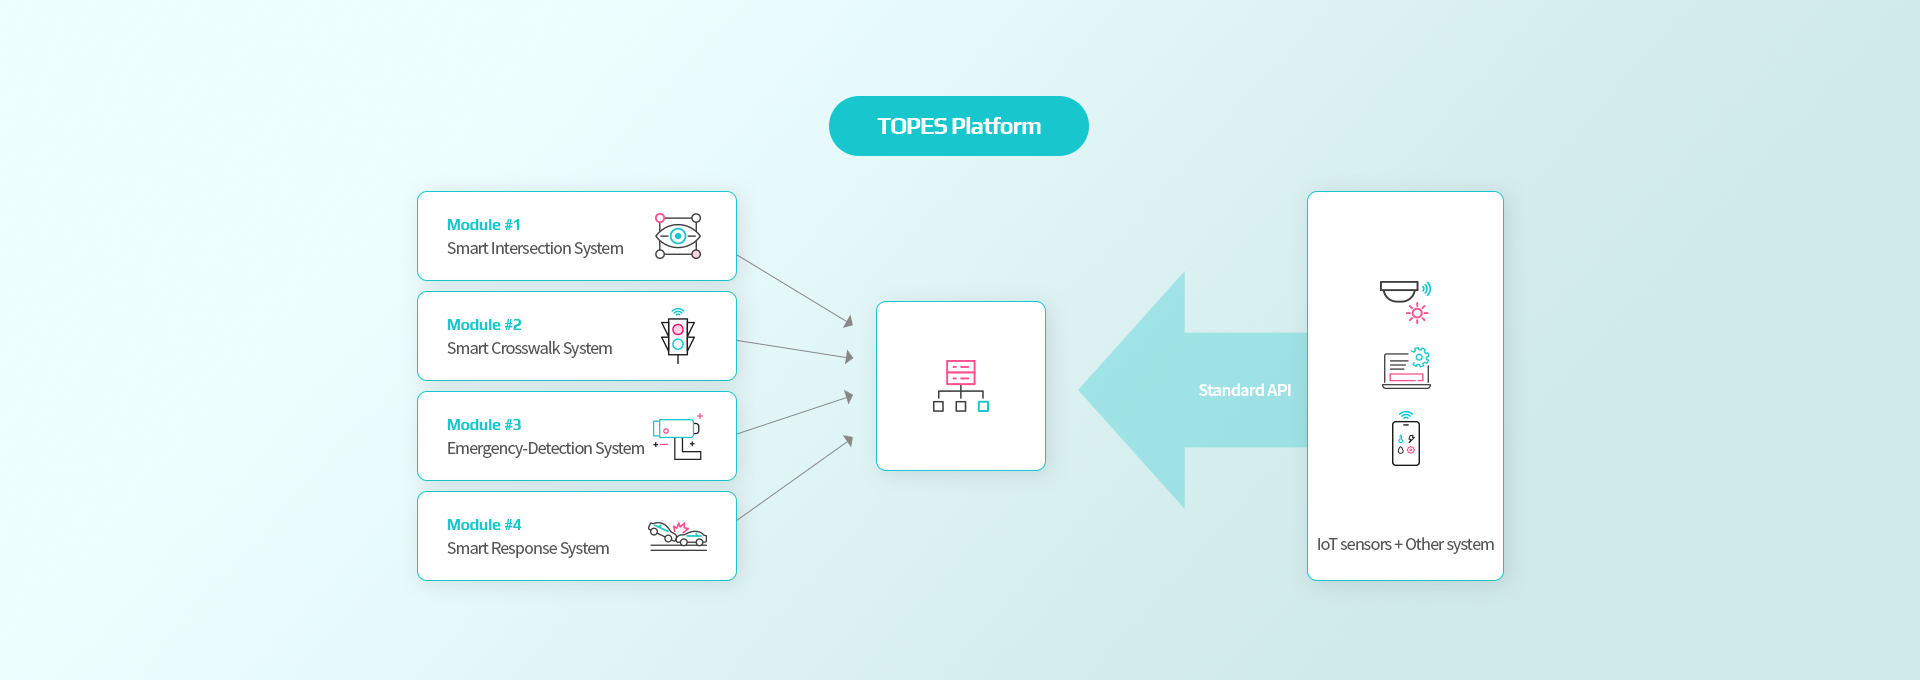 TOPES Platform
Module #1
Smart Intersection System
Module #2
Smart Crosswalk System
Module #3
Emergency-Detection System
Module #4
Smart Response System
Standard API
IoT sensors + Other system